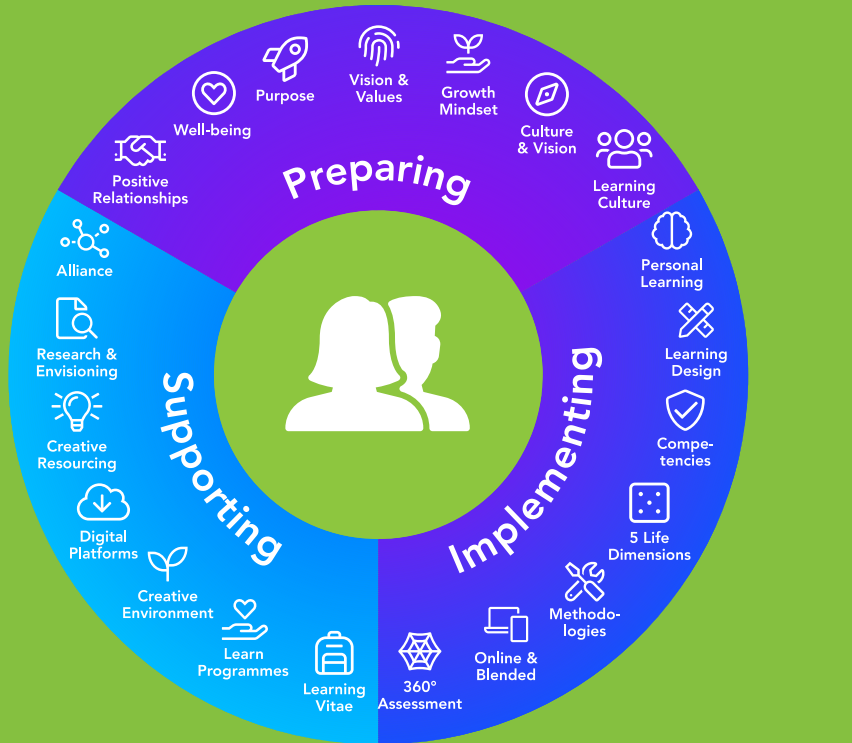 Preparing
Positive
Relationships
Well-being
Purpose
Vision &
Values
Growth
Mindset
Culture
& Vision
Learning
Culture
Implementing
Personal
Learning
Learning
Design
Compe-
tencies
5 Life
Dimensions
Methodo-
logies
Online &
Blended
360°
Assessment
Supporting
Learning
Vitae
Learn
Programmes
Creative
Environment
Digital
Platforms
Creative
Resourcing
Research &
Envisioning
Alliance